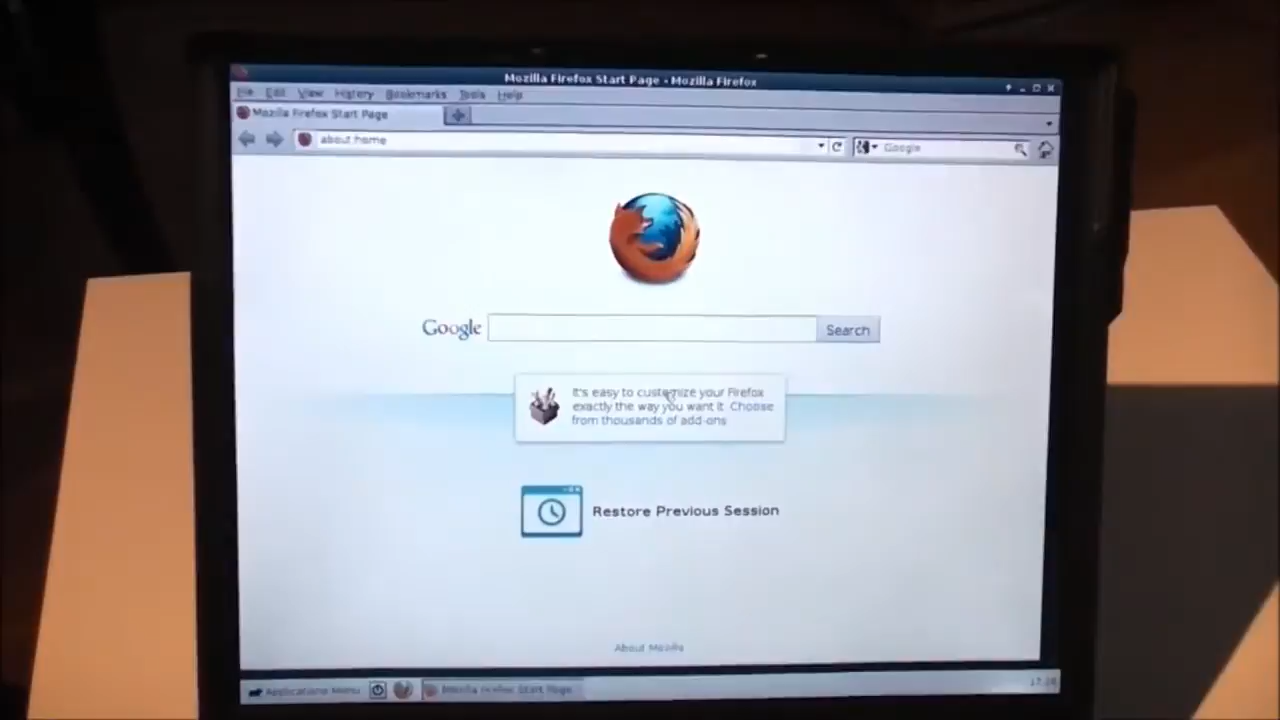 Mozilla Firefox Start Page - Mozilla Firefox
File Edit View History Bookmarks Tools Help
Mozilla Firefox Start Page
about:home
Google
Google
Search
It's easy to customize your Firefox
exactly the way you want it. Choose
from thousands of add-ons
Restore Previous Session
About Mozilla
Applications Menu
Mozilla Firefox Start Page